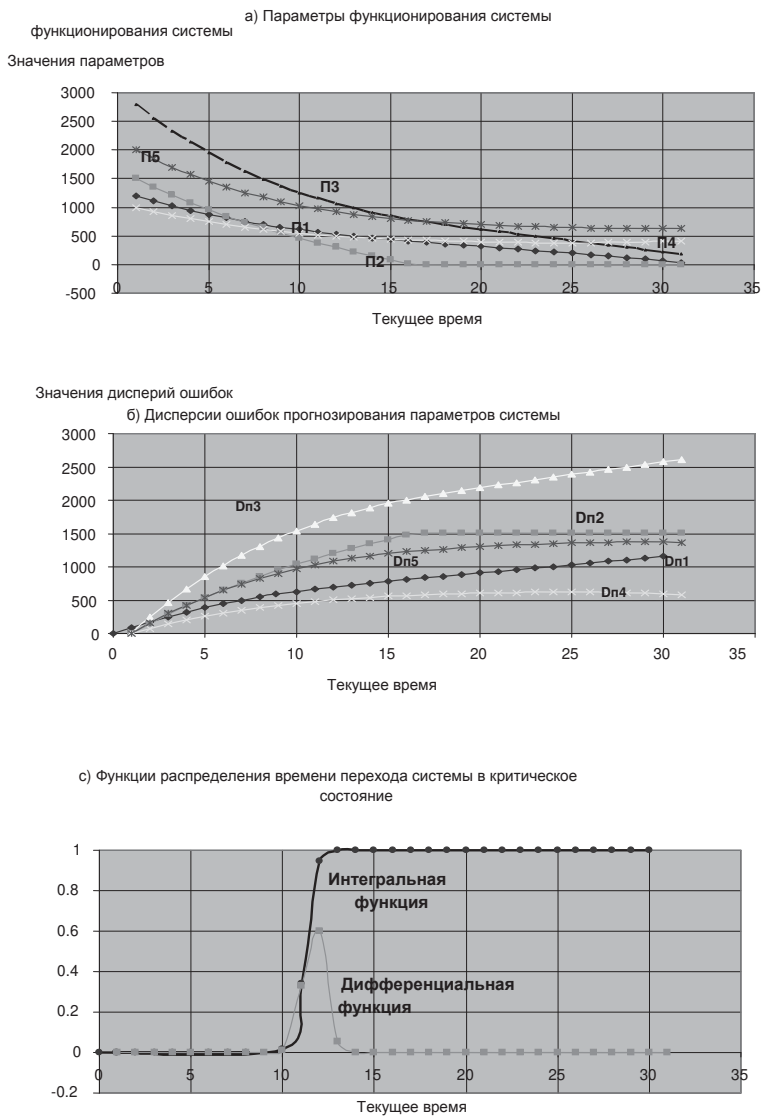 а) Параметры функционирования системы
функционирования системы
Значения параметров
3000
2500
2000
1500
1000
500
0
-500
П5
П3
П1
П2
П4
0 5 10 15 20 25 30 35
Текущее время
Значения дисперий ошибок
б) Дисперсии ошибок прогнозирования параметров системы
3000
2500
2000
1500
1000
500
0
Dп3
Dп2
Dп5
Dп1
Dп4
0 5 10 15 20 25 30 35
Текущее время
с) Функции распределения времени перехода системы в критическое
состояние
1
0.8
0.6
0.4
0.2
0
-0.2
Интегральная
функция
Дифференциальная
функция
0 5 10 15 20 25 30 35
Текущее время